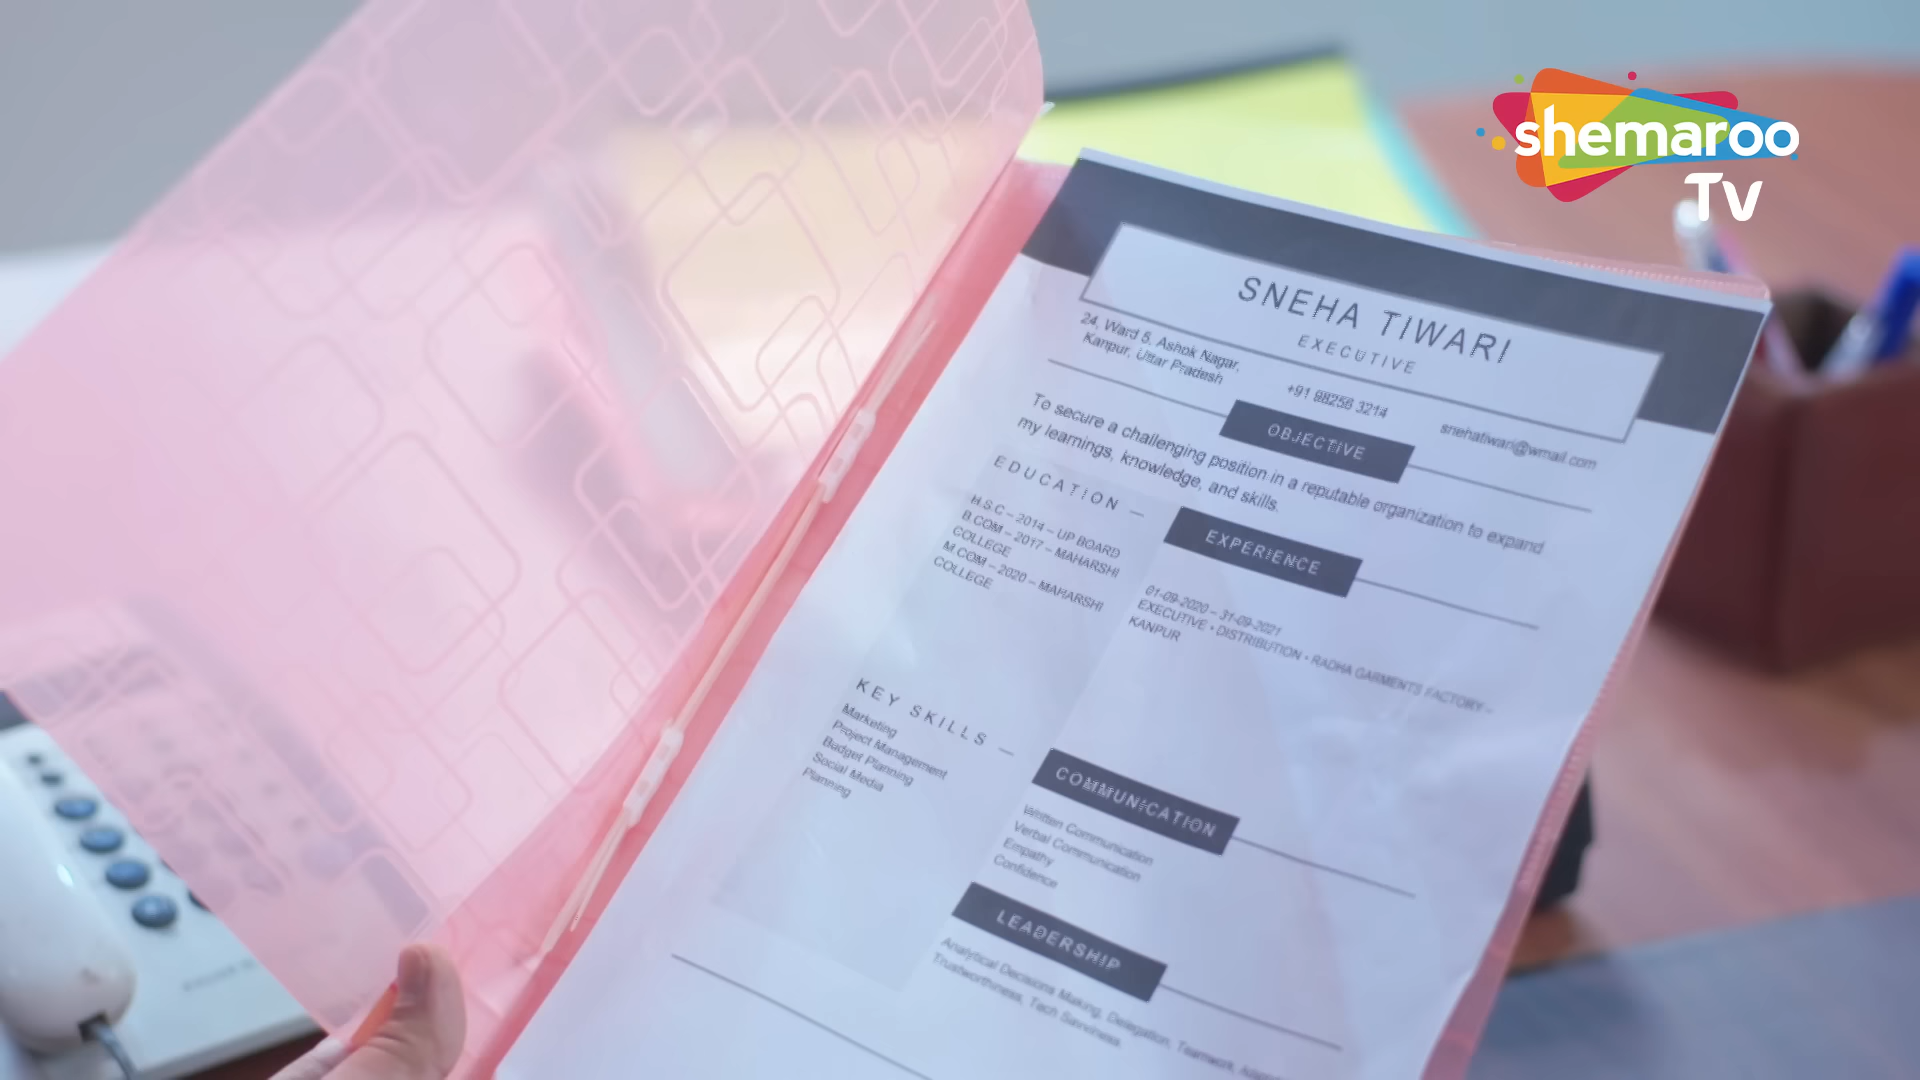 shemaroo
TV
SNEHA TIWARI
EXECUTIVE
24, Ward 5, Ashok Nagar,
Kanpur, Uttar Pradesh
+91 98256 3214
snehatiwari@wmail.com
OBJECTIVE
To secure a challenging position in a reputable organization to expand
my learnings, knowledge, and skills.
EDUCATION —
H.S.C – 2014 – UP BOARD
B.COM – 2017 – MAHARSHI
COLLEGE
M.COM – 2020 – MAHARSHI
COLLEGE
EXPERIENCE
01-09-2020 – 31-09-2021
EXECUTIVE • DISTRIBUTION • RADHA GARMENTS FACTORY –
KANPUR
KEY SKILLS —
Marketing
Project Management
Budget Planning
Social Media
Planning
COMMUNICATION
Written Communication
Verbal Communication
Empathy
Confidence
LEADERSHIP
Analytical Decisions Making, Delegation, Teamwork,
Trustworthiness, Tech Savviness.